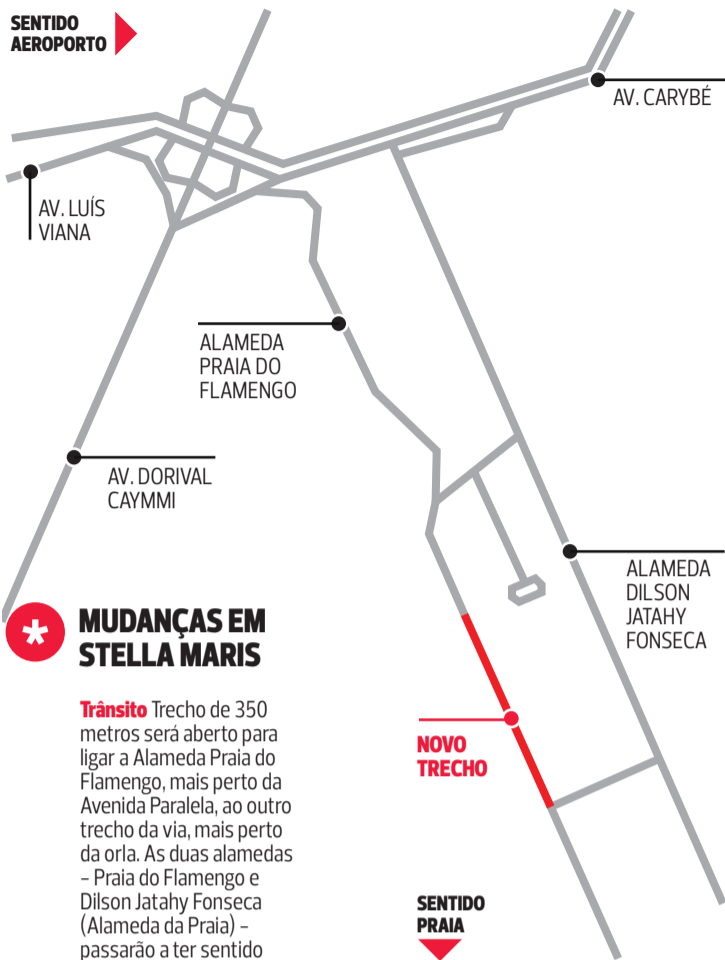 SENTIDO
AEROPORTO
AV. CARYBÉ
AV. LUÍS
VIANA
ALAMEDA
PRAIA DO
FLAMENGO
AV. DORIVAL
CAYMMI
ALAMEDA
DILSON
JATAHY
FONSECA
* MUDANÇAS EM
STELLA MARIS
Trânsito Trecho de 350
metros será aberto para
ligar a Alameda Praia do
Flamengo, mais perto da
Avenida Paralela, ao outro
trecho da via, mais perto
da orla. As duas alamedas
– Praia do Flamengo e
Dilson Jatahy Fonseca
(Alameda da Praia) –
passarão a ter sentido
NOVO
TRECHO
SENTIDO
PRAIA